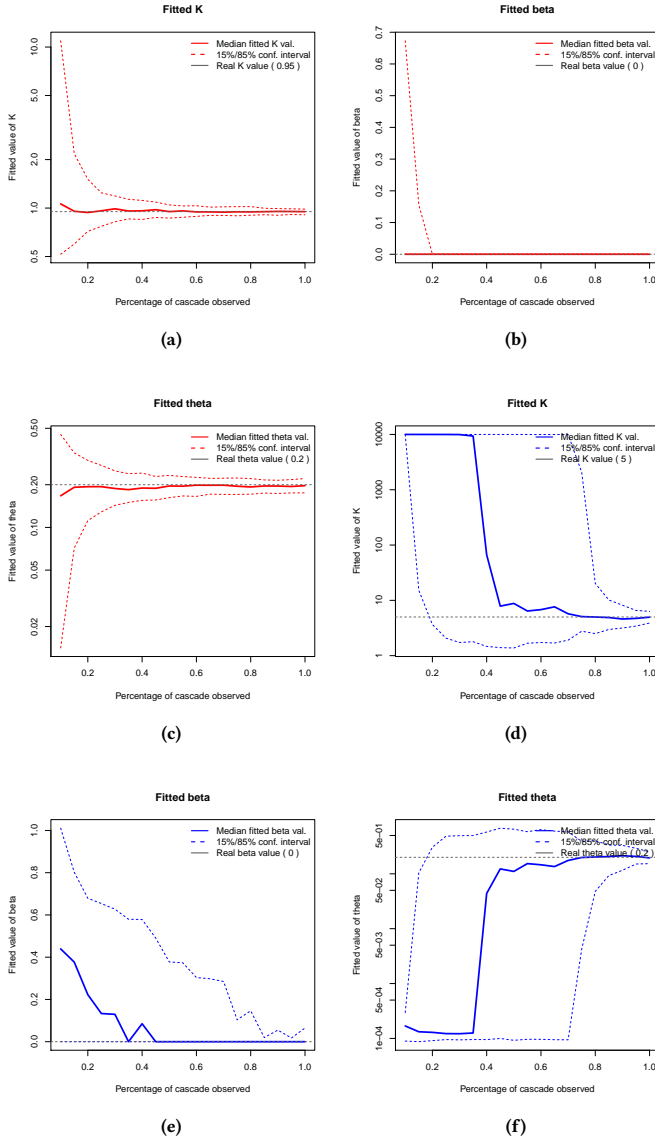 Fitted K
Median fitted K val.
15%/85% conf. interval
Real K value ( 0.95 )
Fitted value of K
10.0
5.0
2.0
1.0
0.5
0.2 0.4 0.6 0.8 1.0
Percentage of cascade observed
(a)
Fitted beta
Median fitted beta val.
15%/85% conf. interval
Real beta value ( 0 )
Fitted value of beta
0.7
0.6
0.5
0.4
0.3
0.2
0.1
0.0
0.2 0.4 0.6 0.8 1.0
Percentage of cascade observed
(b)
Fitted theta
Median fitted theta val.
15%/85% conf. interval
Real theta value ( 0.2 )
Fitted value of theta
0.50
0.20
0.10
0.05
0.02
0.2 0.4 0.6 0.8 1.0
Percentage of cascade observed
(c)
Fitted K
Median fitted K val.
15%/85% conf. interval
Real K value ( 5 )
Fitted value of K
10000
1000
100
10
1
0.2 0.4 0.6 0.8 1.0
Percentage of cascade observed
(d)
Fitted beta
Median fitted beta val.
15%/85% conf. interval
Real beta value ( 0 )
Fitted value of beta
1.0
0.8
0.6
0.4
0.2
0.0
0.2 0.4 0.6 0.8 1.0
Percentage of cascade observed
(e)
Fitted theta
Median fitted theta val.
15%/85% conf. interval
Real theta value ( 0.2 )
Fitted value of theta
5e−01
5e−02
5e−03
5e−04
1e−04
0.2 0.4 0.6 0.8 1.0
Percentage of cascade observed
(f)